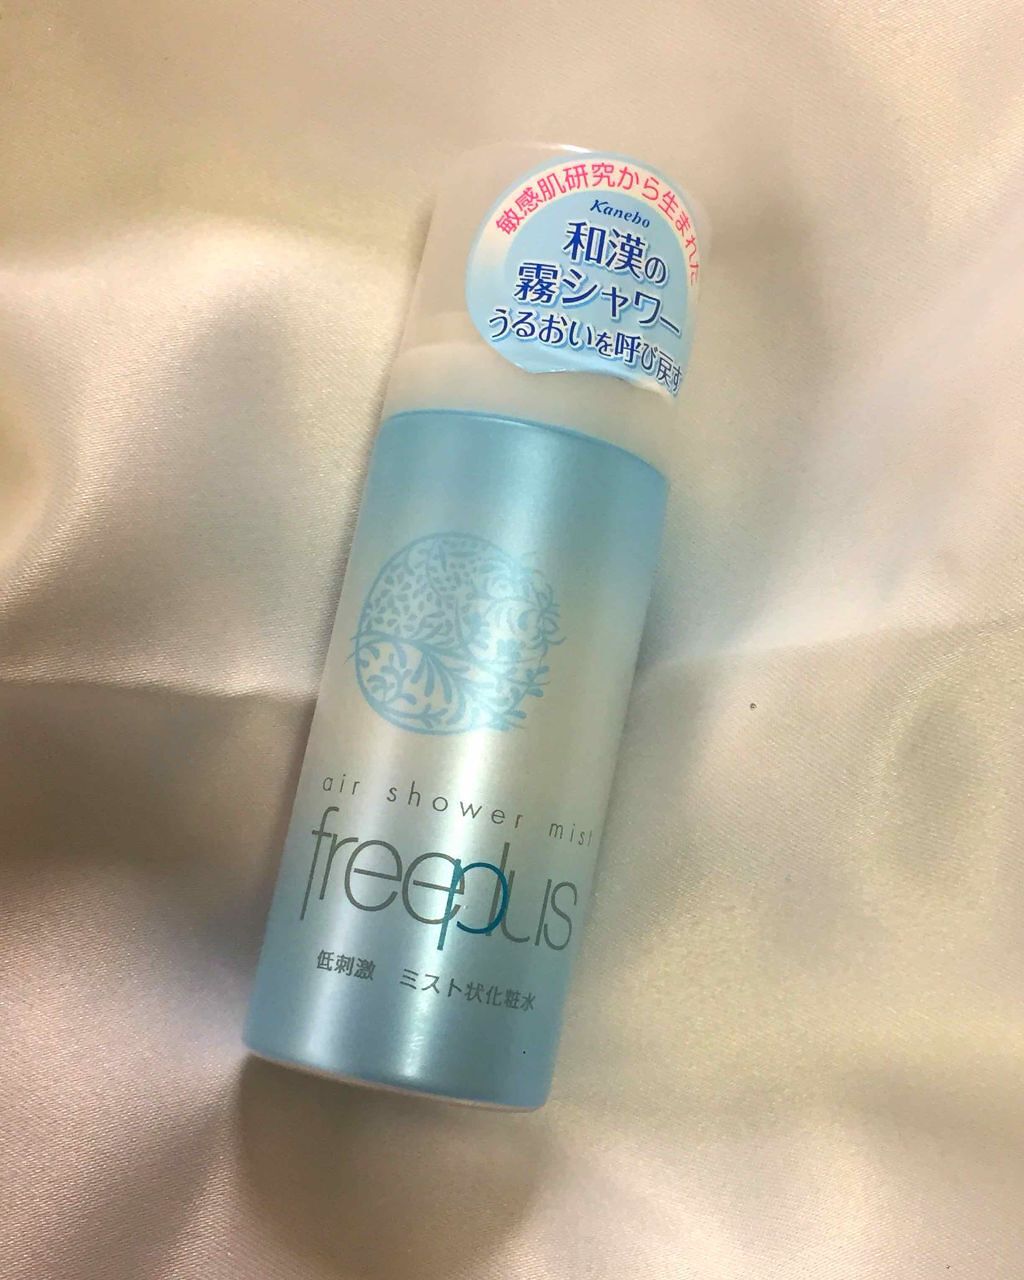 敏感肌研究から生まれた
Kanebo
和漢の
霧シャワー
うるおいを呼び戻す
air shower mist
freeplus
低刺激 ミスト状化粧水